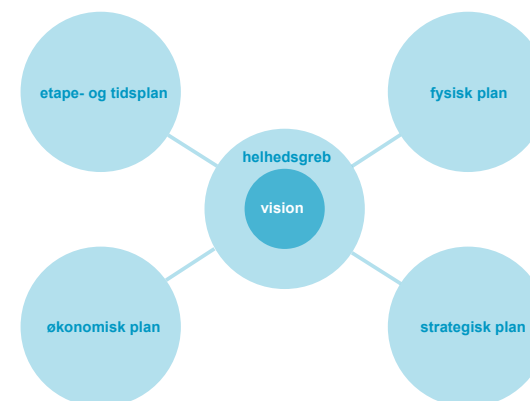 etape- og tidsplan
fysisk plan
helhedsgreb
vision
økonomisk plan
strategisk plan